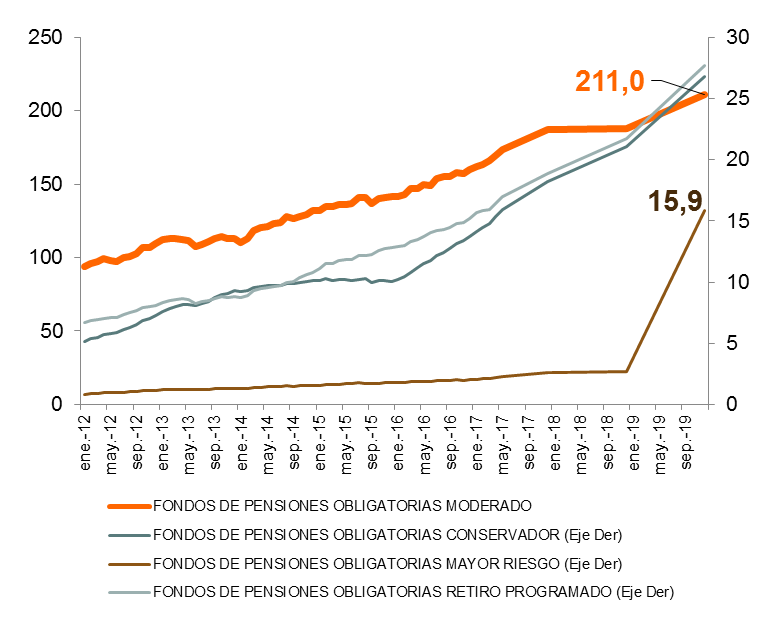 250
200
150
100
50
0
30
25
20
15
10
5
0
211,0
15,9
ene.-12
may.-12
sep.-12
ene.-13
may.-13
sep.-13
ene.-14
may.-14
sep.-14
ene.-15
may.-15
sep.-15
ene.-16
may.-16
sep.-16
ene.-17
may.-17
sep.-17
ene.-18
may.-18
sep.-18
ene.-19
may.-19
sep.-19
FONDOS DE PENSIONES OBLIGATORIAS MODERADO
FONDOS DE PENSIONES OBLIGATORIAS CONSERVADOR (Eje Der)
FONDOS DE PENSIONES OBLIGATORIAS MAYOR RIESGO (Eje Der)
FONDOS DE PENSIONES OBLIGATORIAS RETIRO PROGRAMADO (Eje Der)